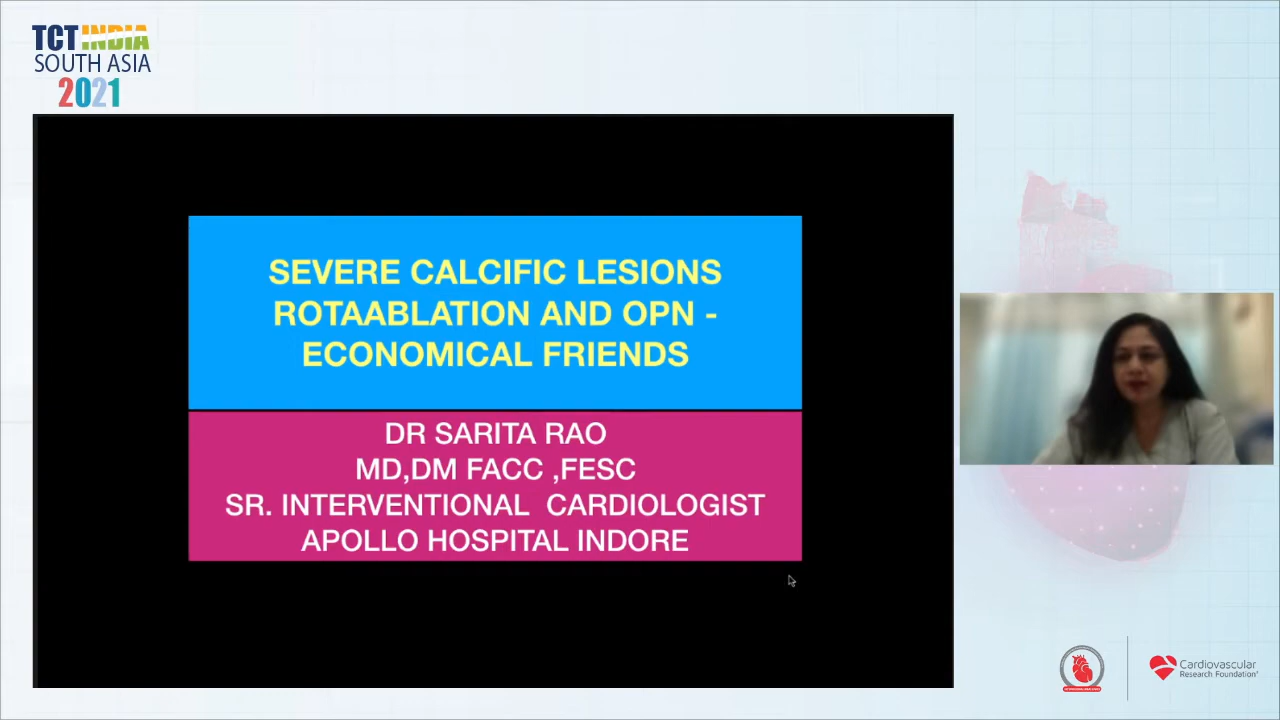 TCT INDIA
SOUTH ASIA
2021
SEVERE CALCIFIC LESIONS
ROTAABLATION AND OPN -
ECONOMICAL FRIENDS
DR SARITA RAO
MD,DM FACC ,FESC
SR. INTERVENTIONAL  CARDIOLOGIST
APOLLO HOSPITAL INDORE
Cardiovascular
Research Foundation®